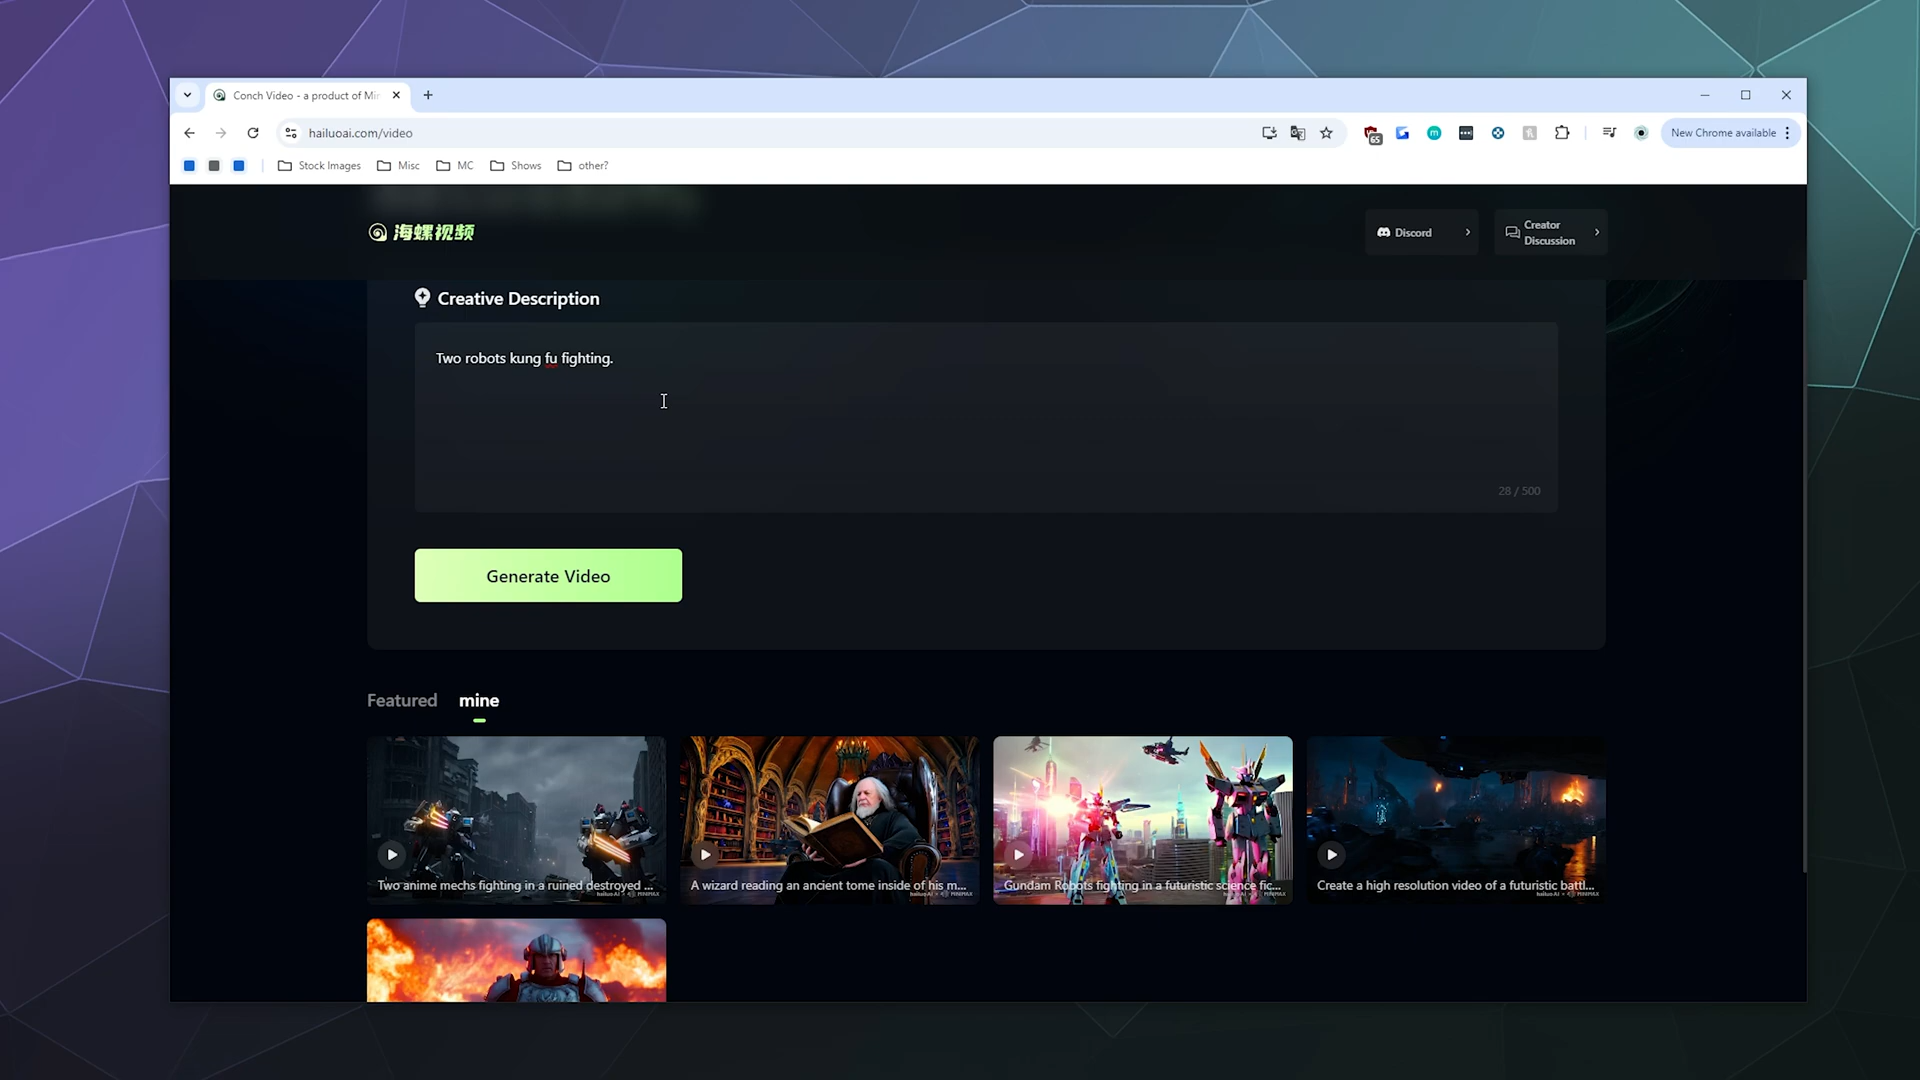 Conch Video - a product of Mi
hailuoai.com/video
65
New Chrome available
Stock Images
Misc
MC
Shows
other?
海螺视频
Discord
Creator
Discussion
Creative Description
Two robots kung fu fighting.
28 / 500
Generate Video
Featured
mine
Two anime mechs fighting in a ruined destroyed ...
A wizard reading an ancient tome inside of his m...
Gundam Robots fighting in a futuristic science fic...
Create a high resolution video of a futuristic battl...